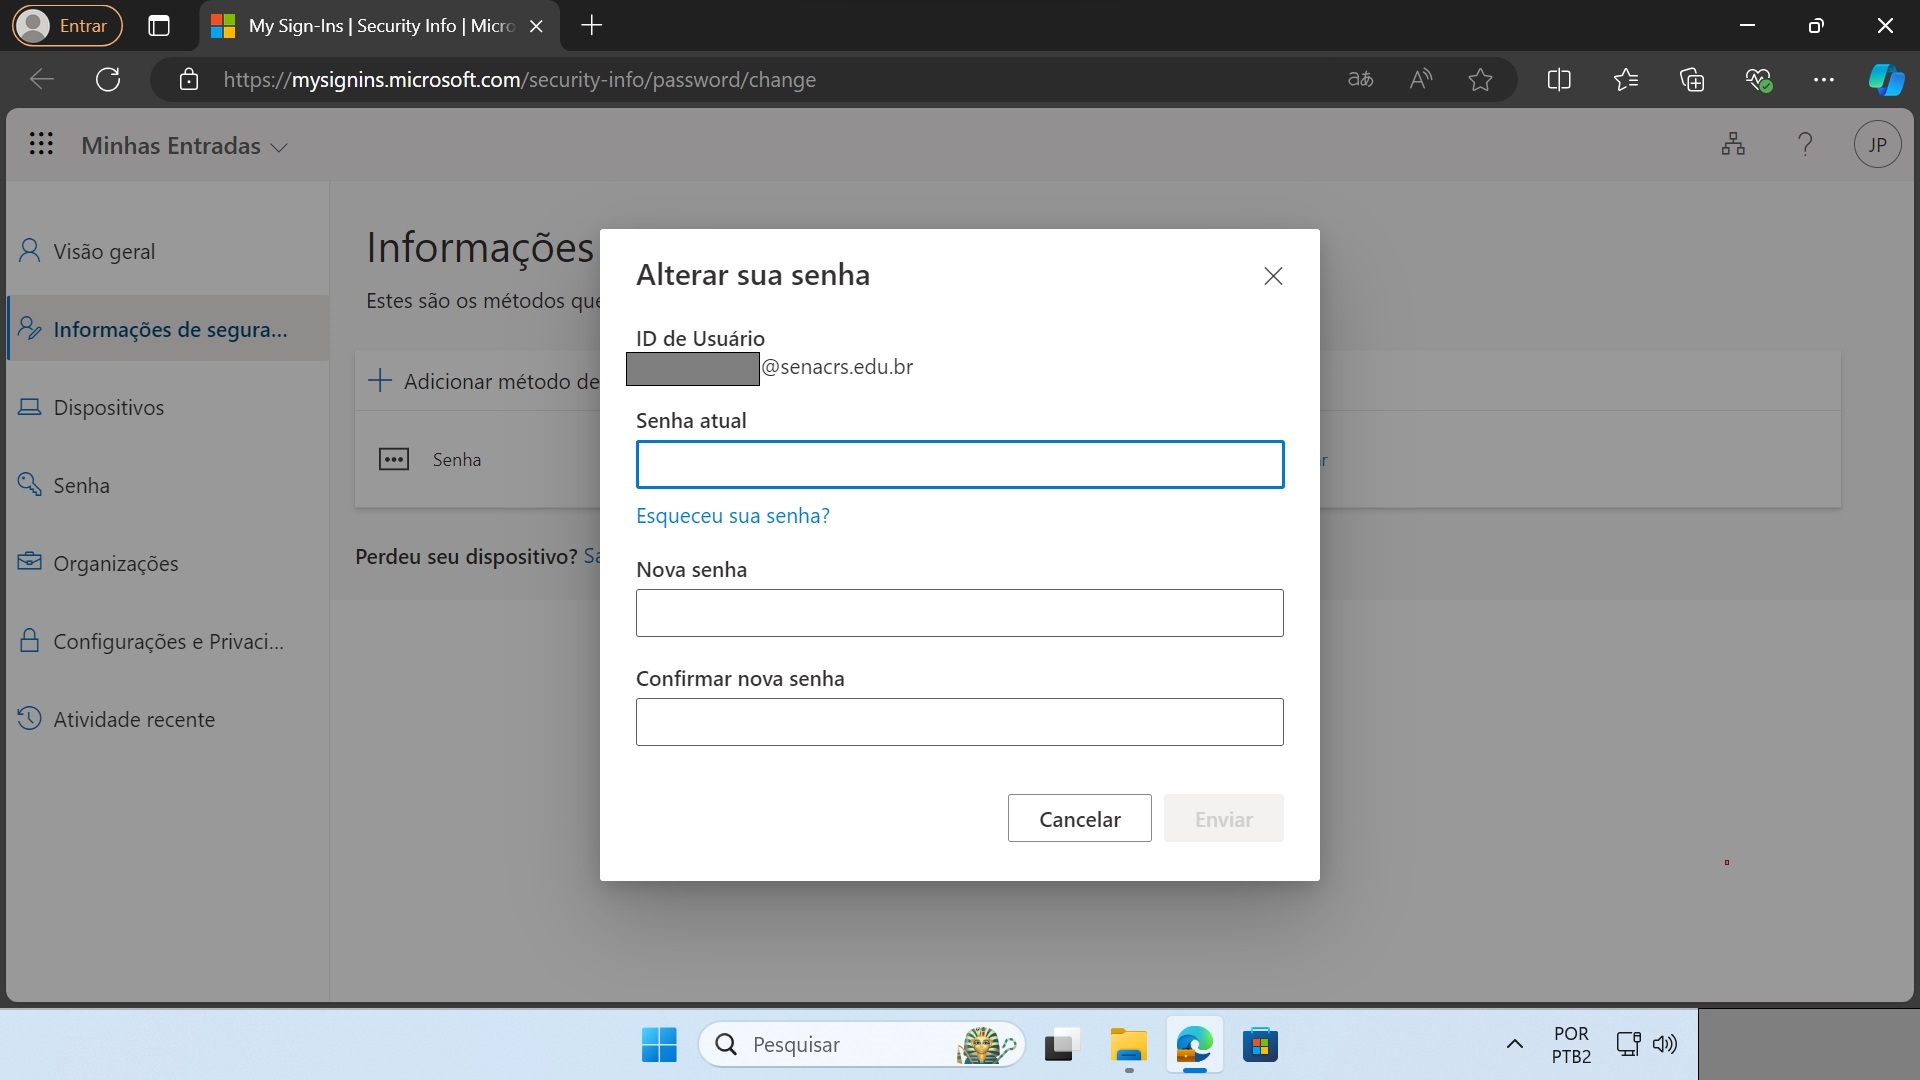 Entrar
My Sign-Ins | Security Info | Micro
https://mysignins.microsoft.com/security-info/password/change
Minhas Entradas
JP
Visão geral
Informações de segura...
Dispositivos
Senha
Organizações
Configurações e Privaci...
Atividade recente
Informações
Estes são os métodos que
Adicionar método de
Senha
Perdeu seu dispositivo?
Alterar sua senha
ID de Usuário
@senacrs.edu.br
Senha atual
Esqueceu sua senha?
Nova senha
Confirmar nova senha
Cancelar
Enviar
Pesquisar
POR
PTB2